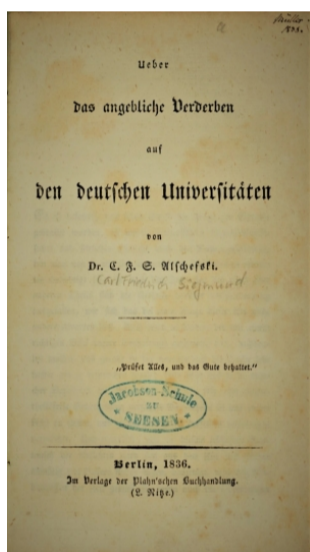 Ueber
das angebliche Verderben
auf
den deutschen Universitäten
von
Dr. C. F. S. Alschefski.
Carl Friedrich Siegmund
„Prüfet Alles, und das Gute behaltet.“
Jacobson-Schule
ZU
SEESEN
Berlin, 1836.
Im Verlage der Plahn'schen Buchhandlung.
(L. Nitze.)